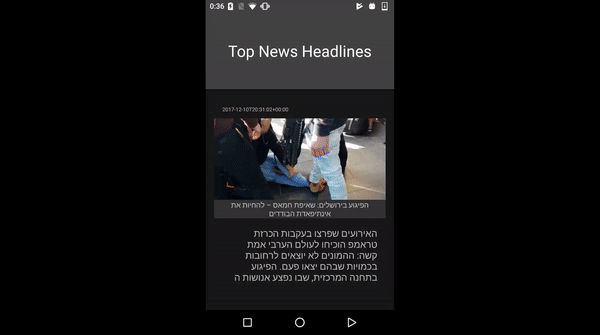 0:36
Top News Headlines
2017-12-10T20:31:02+00:00
הפיגוע בירושלים: שאיפת חמאס – להחיות את
אינתיפאדת הבודדים
האירועים שפרצו בעקבות הכרזת
טראמפ הוכיחו לעולם הערבי אמת
קשה: ההמונים לא יוצאים לרחובות
בכמויות שבהם יצאו פעם. הפיגוע
בתחנה המרכזית, שבו נפצע אנושות ה